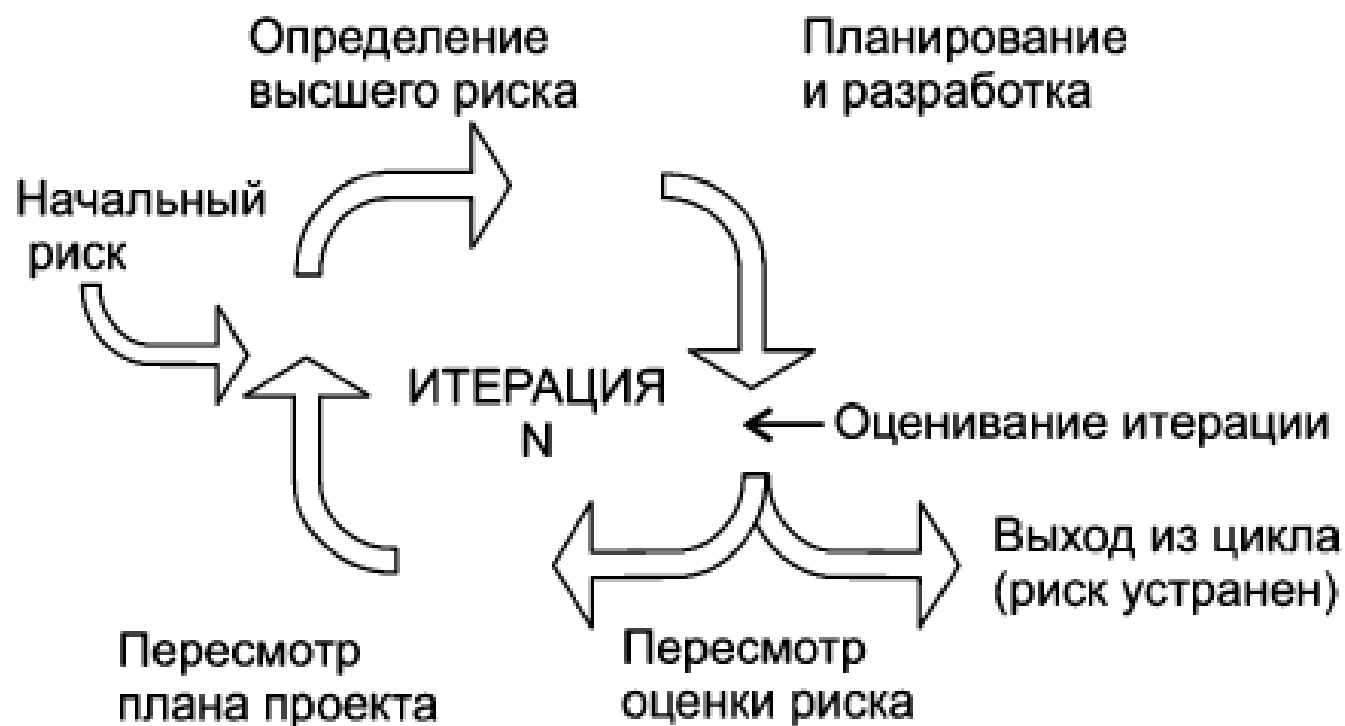 Определение
высшего риска
Планирование
и разработка
Начальный
риск
ИТЕРАЦИЯ
N
Оценивание итерации
Выход из цикла
(риск устранен)
Пересмотр
оценки риска
Пересмотр
плана проекта